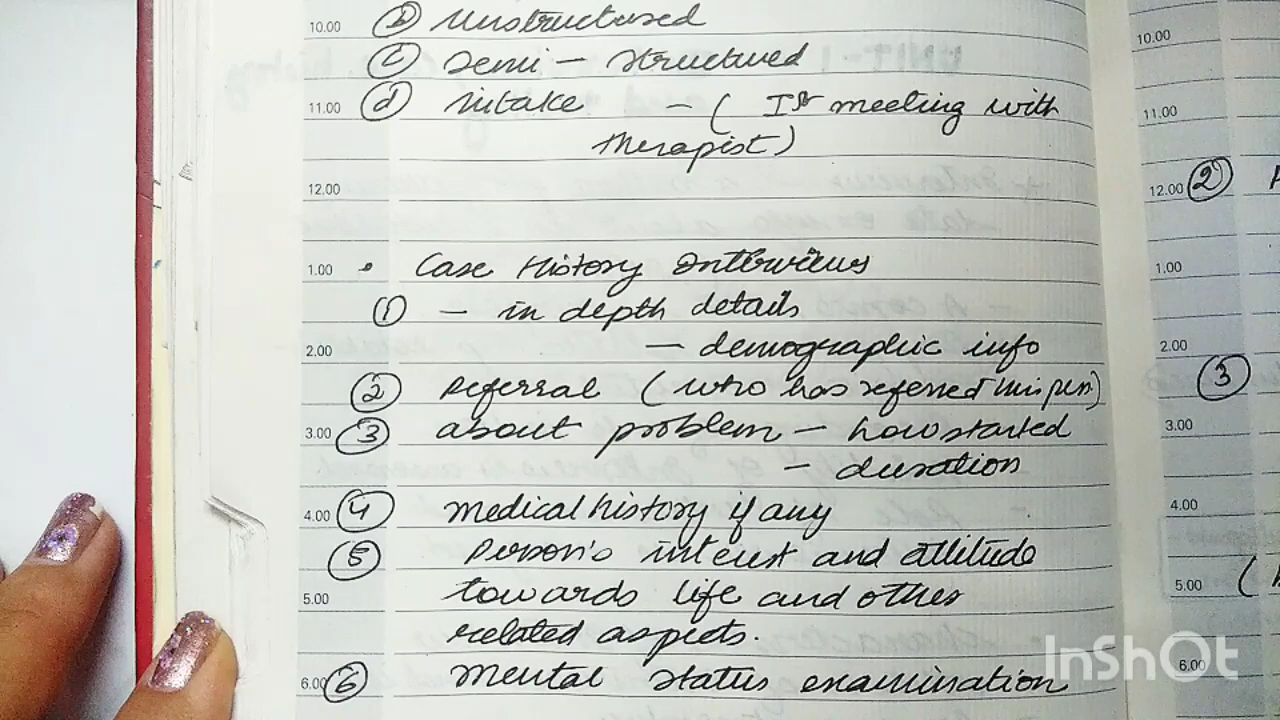 10.00 ⓑ unstructured
ⓒ semi - structured
11.00 ⓓ intake - ( Ist meeting with
therapist)
12.00
1.00 • Case History Interviews
① - in depth details
2.00 - demographic info
② Referral (who has referred this pers)
3.00 ③ about problem - how started
- duration
4.00 ④ medical history if any
⑤ Person's interest and attitude
5.00 towards life and other
related aspects.
6.00 ⑥ mental status examination
10.00
11.00
12.00 ②
1.00
2.00
③
3.00
4.00
5.00 (
6.00
InShOt